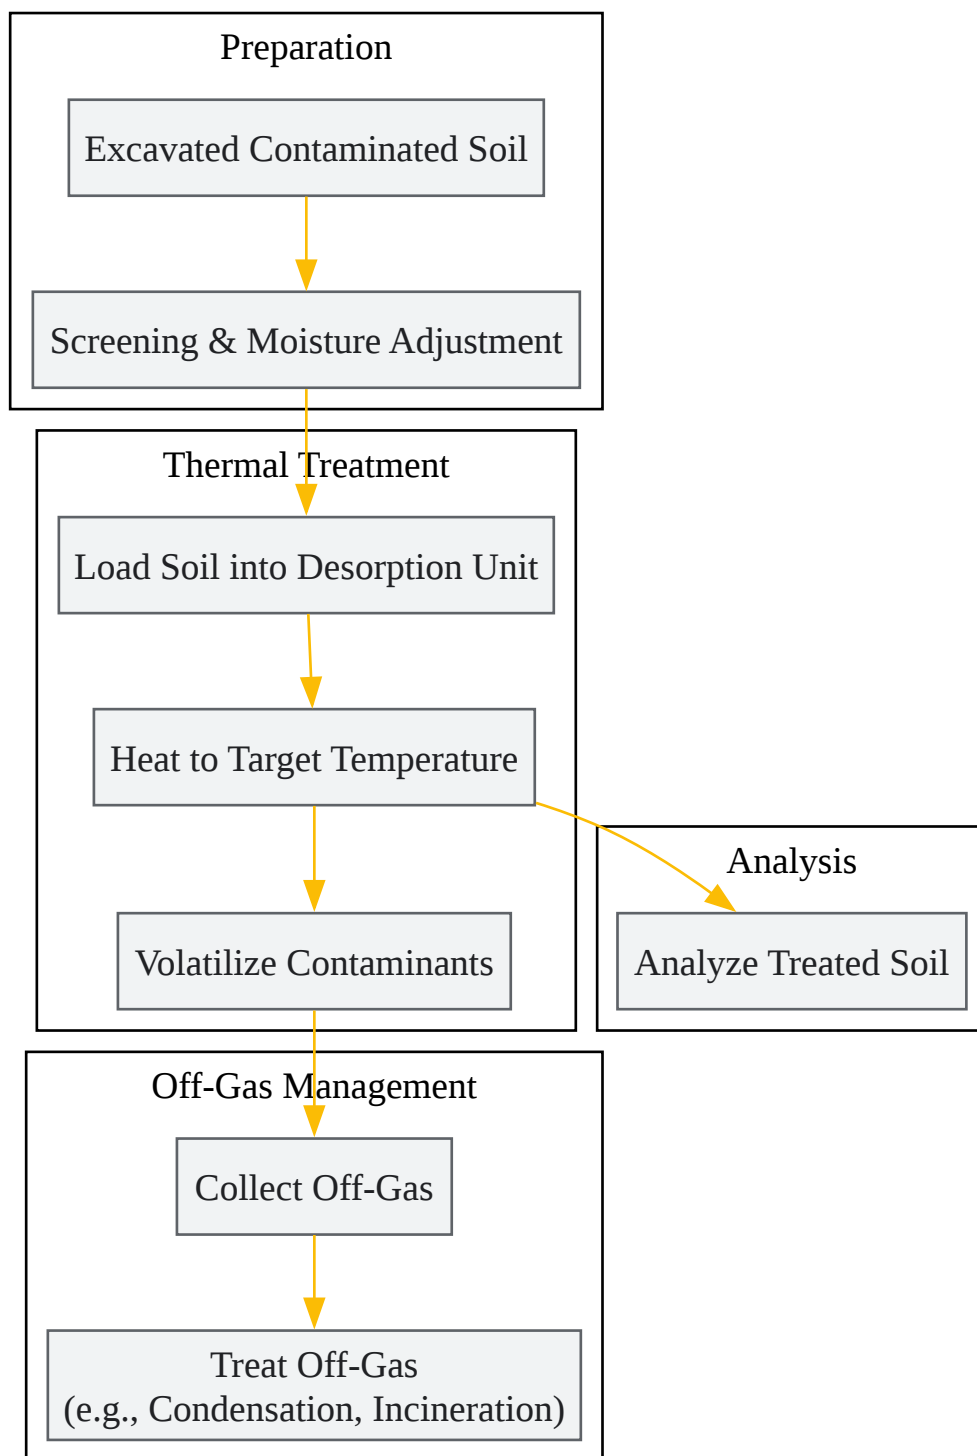 Preparation
Excavated Contaminated Soil
Screening & Moisture Adjustment
Thermal Treatment
Load Soil into Desorption Unit
Heat to Target Temperature
Volatilize Contaminants
Analysis
Analyze Treated Soil
Off-Gas Management
Collect Off-Gas
Treat Off-Gas
(e.g., Condensation, Incineration)